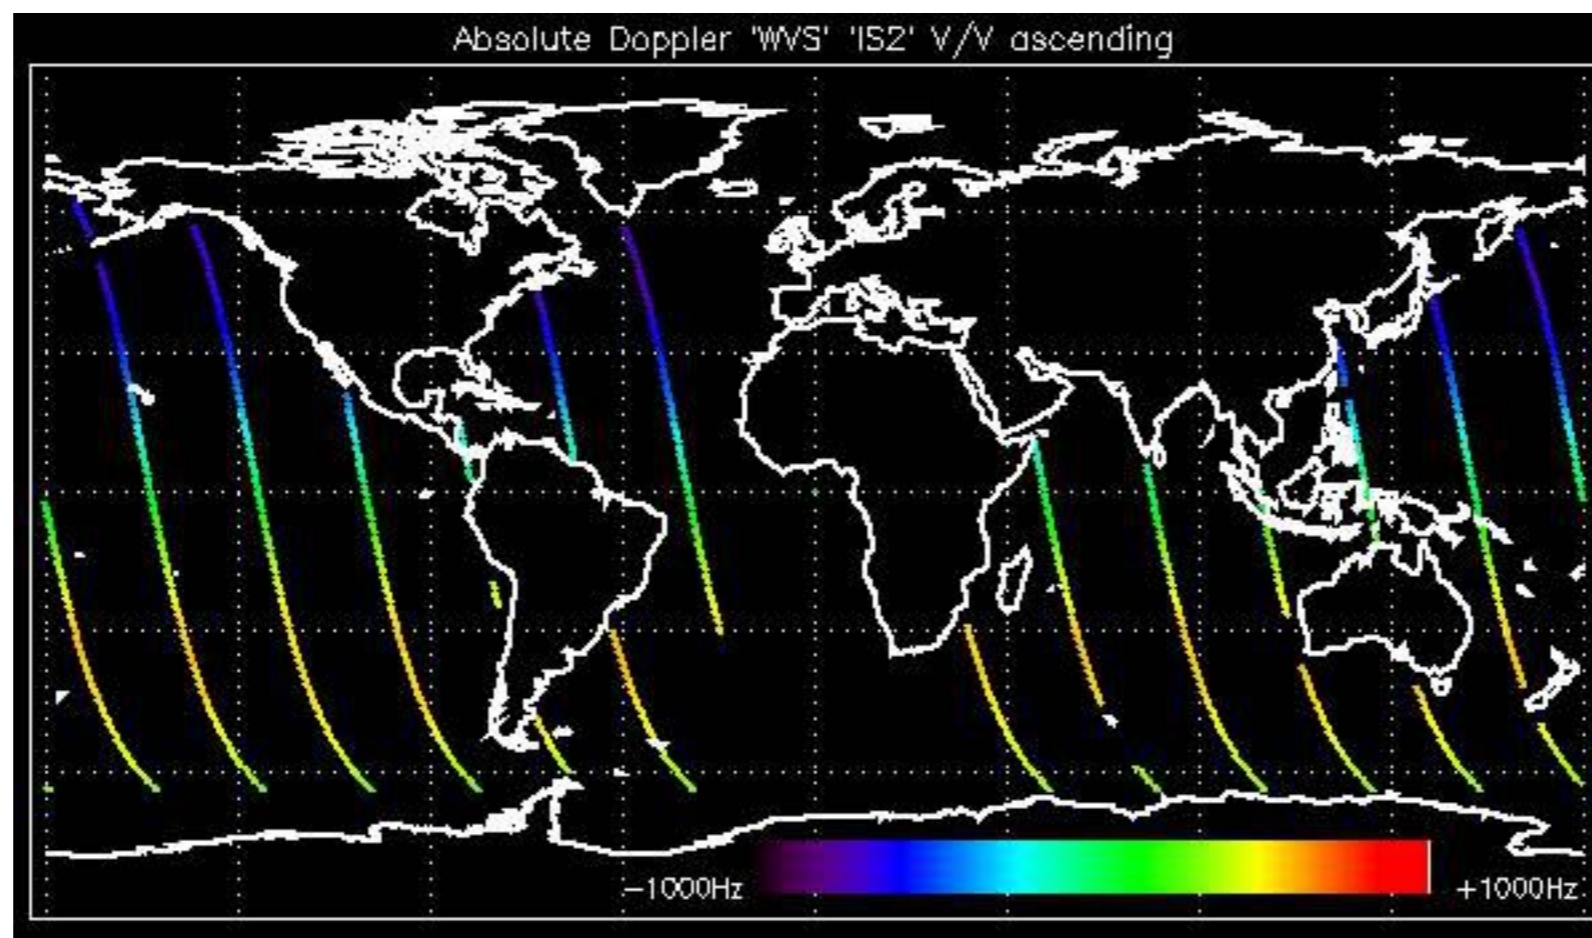 Absolute Doppler 'WVS' 'IS2' V/V ascending
-1000Hz +1000Hz